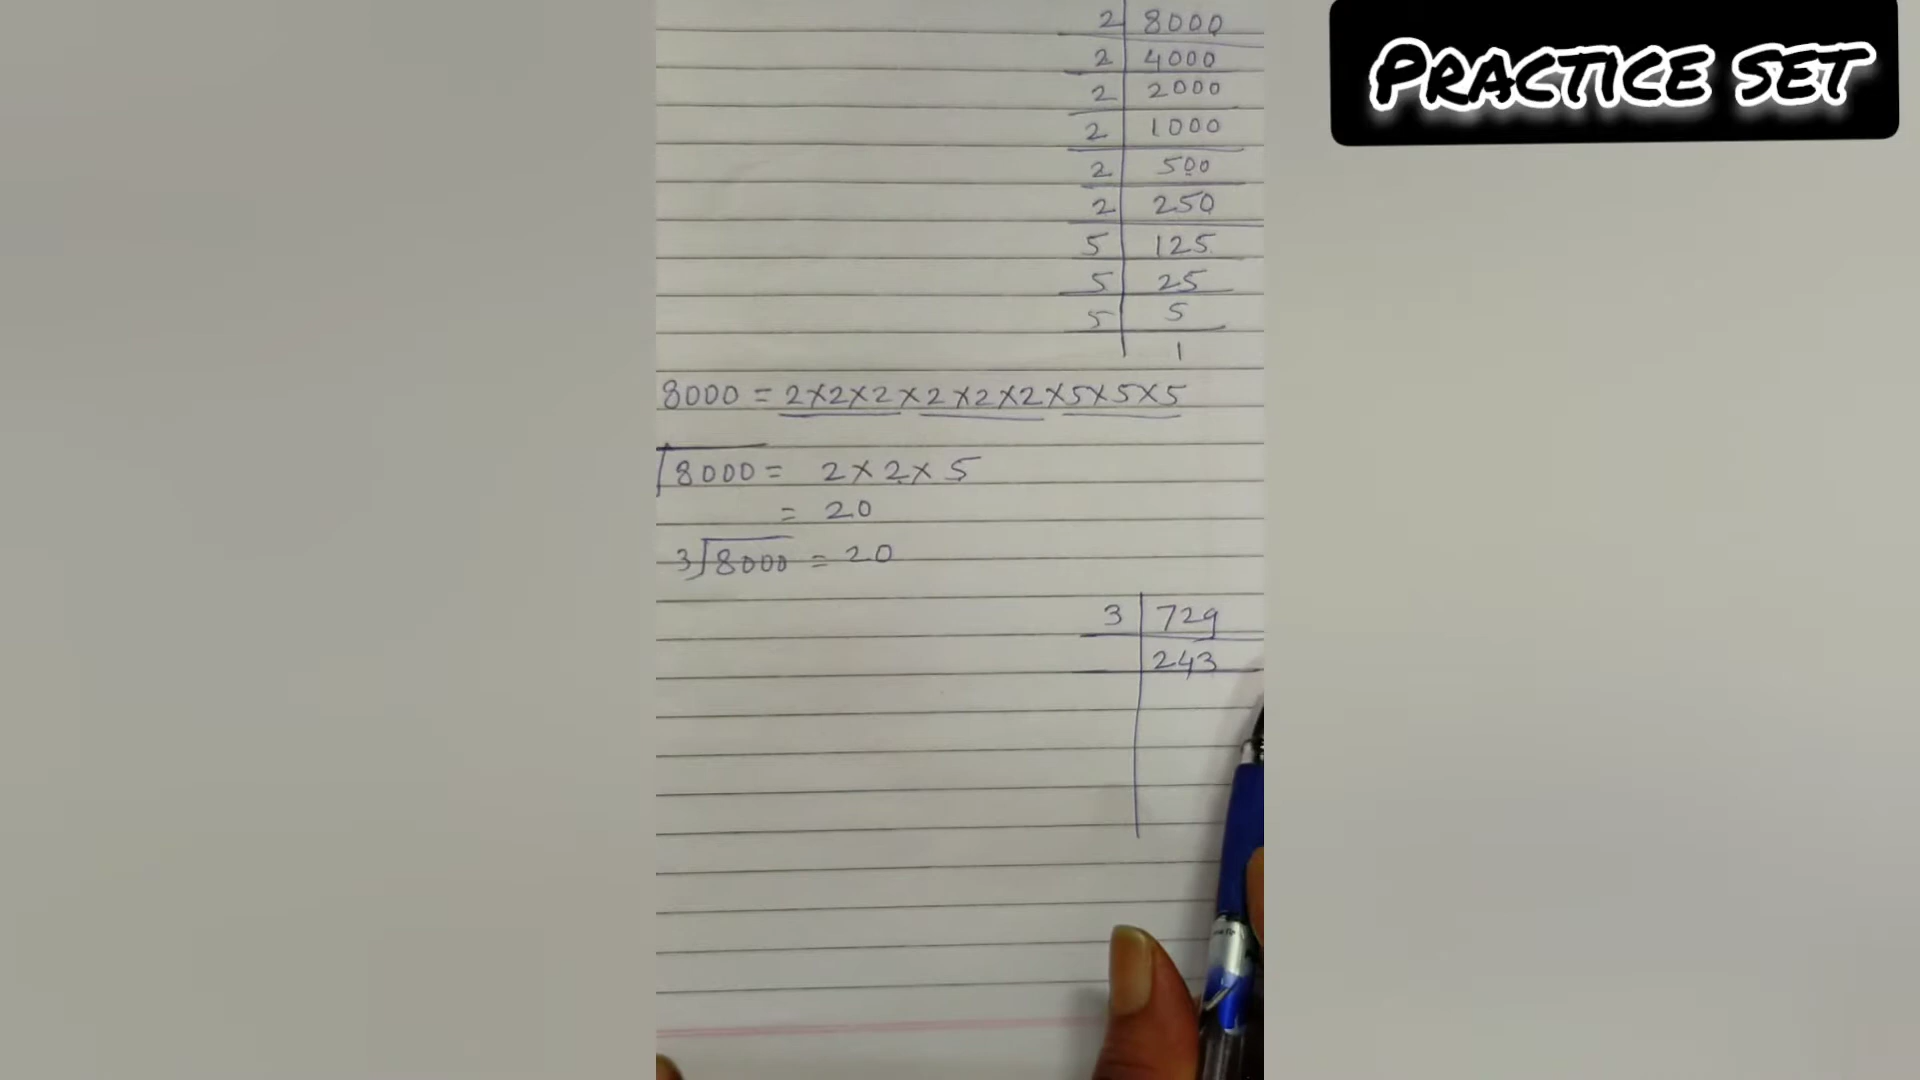 PRACTICE SET
2 | 8000
2 | 4000
2 | 2000
2 | 1000
2 | 500
2 | 250
5 | 125
5 | 25
5 | 5
1
8000 = 2×2×2×2×2×2×5×5×5
√8000 = 2×2×5
= 20
3√8000 = 20
3 | 729
243